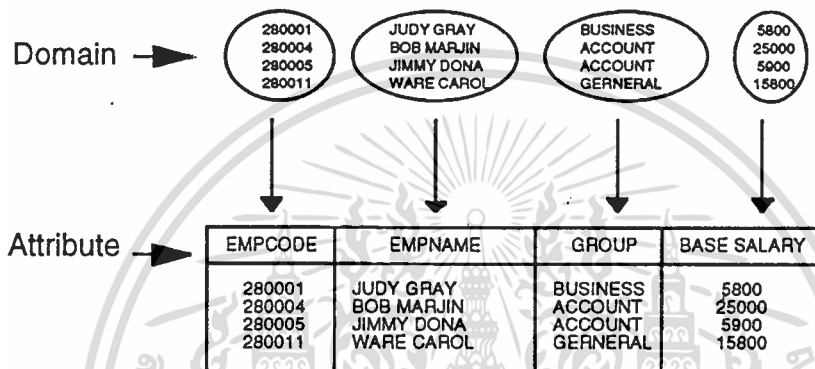 280001 JUDY GRAY BUSINESS 5800
Domain 280004 BOB MARJIN ACCOUNT 25000
280005 JIMMY DONA ACCOUNT 5900
280011 WARE CAROL GERNERAL 15800
Attribute EMPCODE EMPNAME GROUP BASE SALARY
280001 JUDY GRAY BUSINESS 5800
280004 BOB MARJIN ACCOUNT 25000
280005 JIMMY DONA ACCOUNT 5900
280011 WARE CAROL GERNERAL 15800